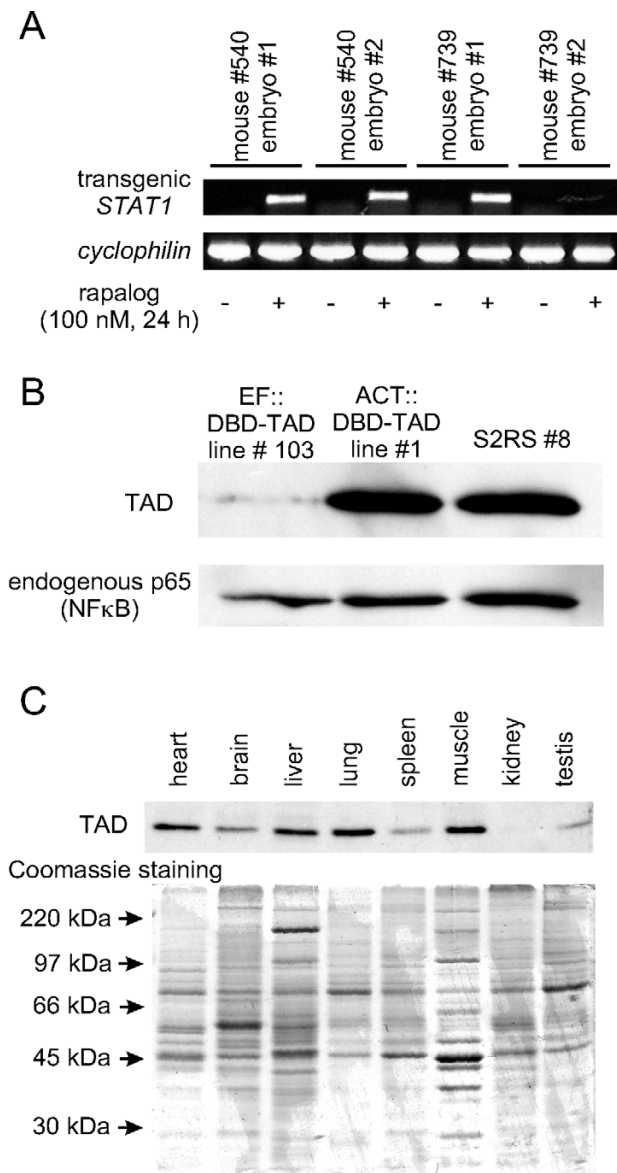 A
mouse #540
embryo #1
mouse #540
embryo #2
mouse #739
embryo #1
mouse #739
embryo #2
transgenic
STAT1
cyclophilin
rapalog
(100 nM, 24 h)
- + - + - + - +
B
EF::
DBD-TAD
line # 103
ACT::
DBD-TAD
line #1
S2RS #8
TAD
endogenous p65
(NFκB)
C
heart
brain
liver
lung
spleen
muscle
kidney
testis
TAD
Coomassie staining
220 kDa
97 kDa
66 kDa
45 kDa
30 kDa